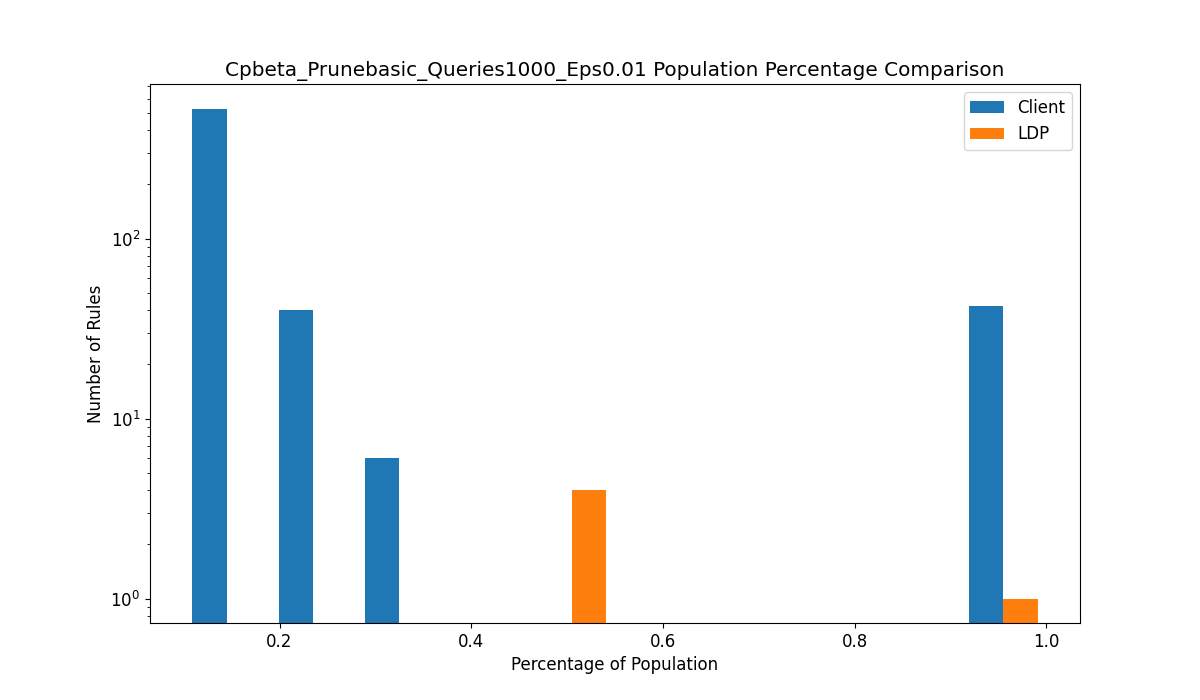 Cpbeta_Prunebasic_Queries1000_Eps0.01 Population Percentage Comparison
Client
LDP
10²
10¹
10⁰
Number of Rules
0.2 0.4 0.6 0.8 1.0
Percentage of Population